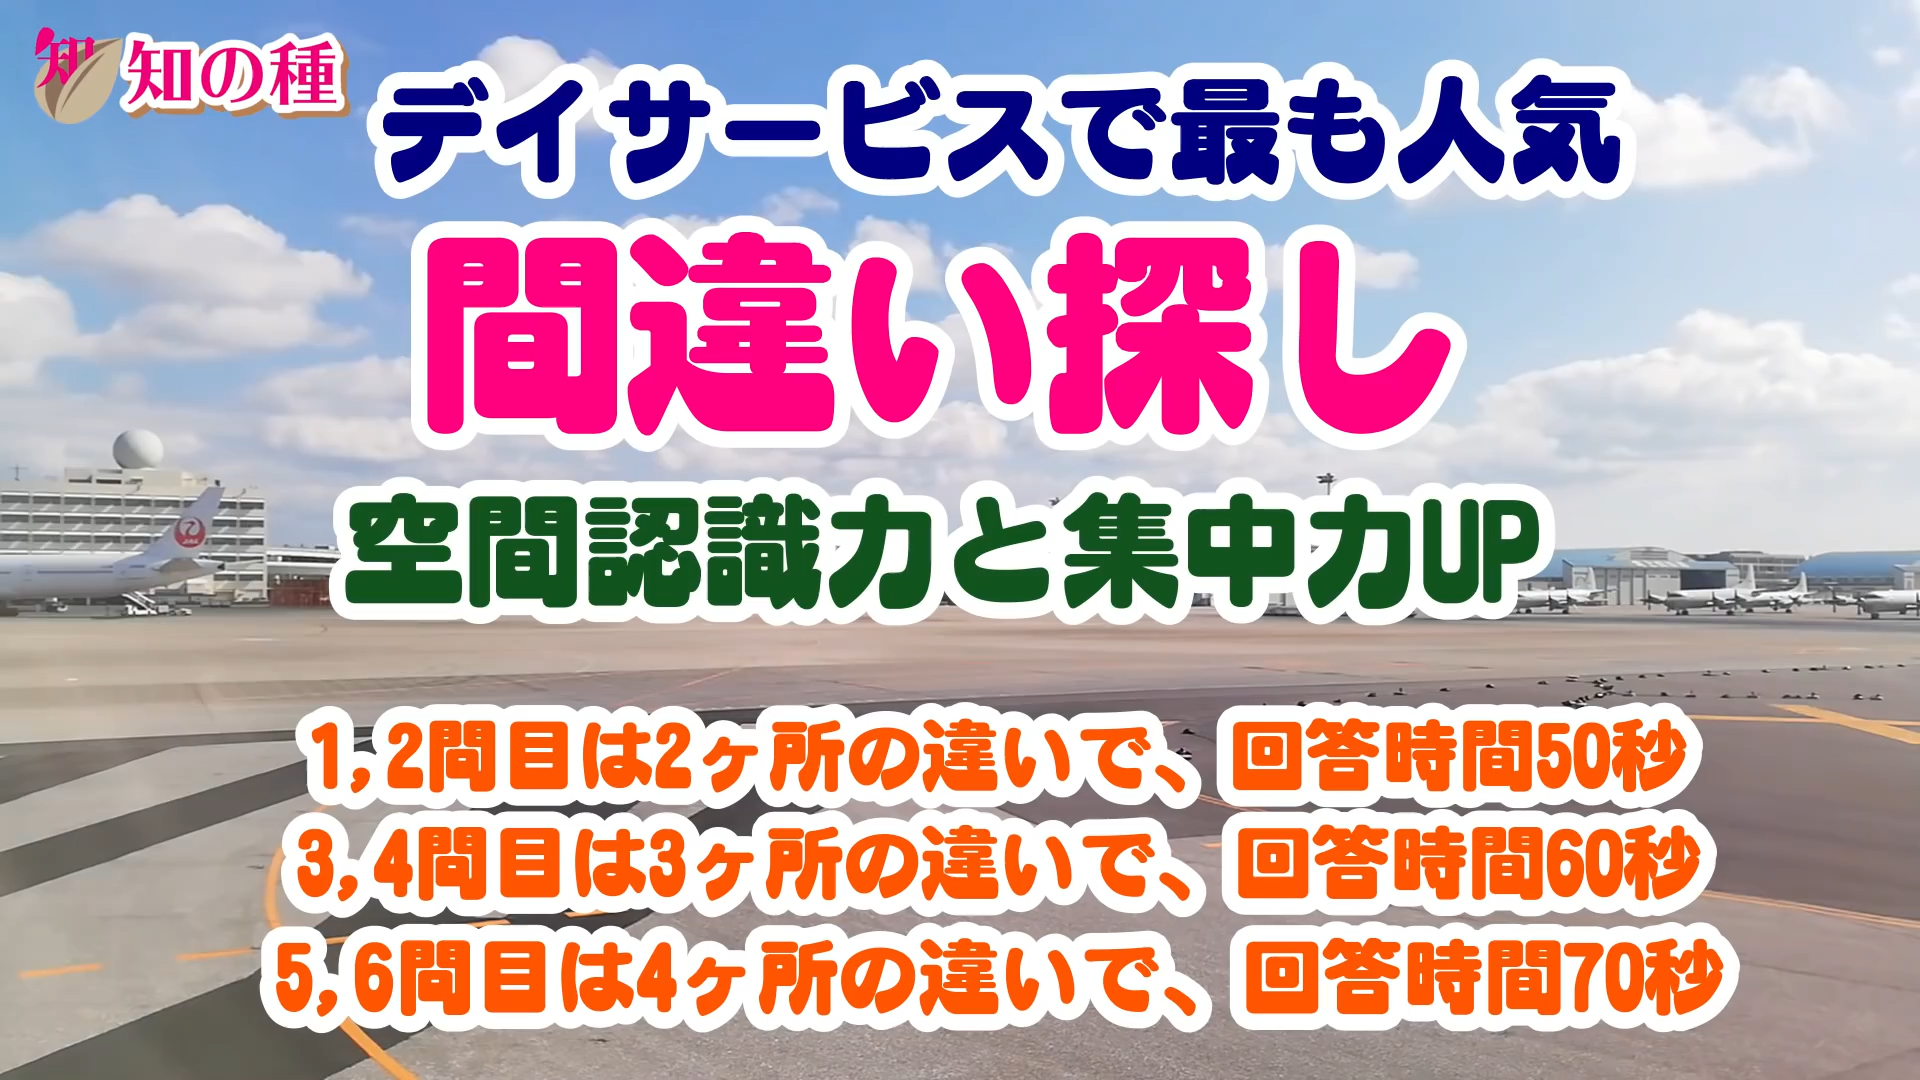 知 知の種
デイサービスで最も人気
間違い探し
空間認識力と集中力UP
1,2問目は2ヶ所の違いで、回答時間50秒
3,4問目は3ヶ所の違いで、回答時間60秒
5,6問目は4ヶ所の違いで、回答時間70秒
JAL